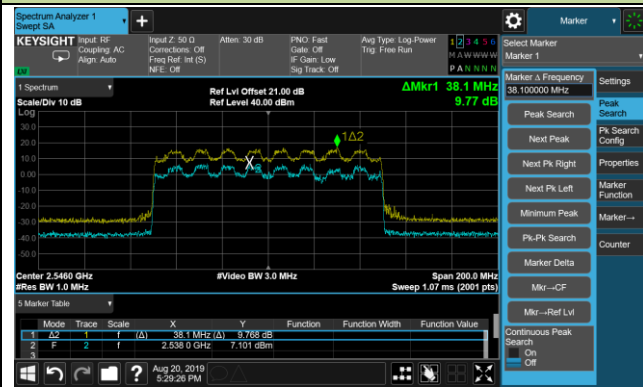 Spectrum Analyzer 1
Swept SA
Marker
KEYSIGHT
Input: RF
Coupling: AC
Align: Auto
Input Z: 50 Ω
Corrections: Off
Freq Ref: Int (S)
NFE: Off
Atten: 30 dB
PNO: Fast
Gate: Off
IF Gain: Low
Sig Track: Off
Avg Type: Log-Power
Trig: Free Run
1 2 3 4 5 6
M A W W W W
P A N N N N
Select Marker
Marker 1
1 Spectrum
Scale/Div 10 dB
Log
Ref Lvl Offset 21.00 dB
Ref Level 40.00 dBm
ΔMkr1 38.1 MHz
9.77 dB
30.0
20.0
10.0
0.00
-10.0
-20.0
-30.0
-40.0
-50.0
1Δ2
X
Center 2.5460 GHz
#Res BW 1.0 MHz
#Video BW 3.0 MHz
Span 200.0 MHz
Sweep 1.07 ms (2001 pts)
5 Marker Table
Mode Trace Scale X Y Function Function Width Function Value
1 Δ2 1 f (Δ) 38.1 MHz (Δ) 9.768 dB
2 F 2 f 2.538 0 GHz 7.101 dBm
3
Aug 20, 2019
5:29:26 PM
Marker Δ Frequency
38.100000 MHz
Peak Search
Next Peak
Next Pk Right
Next Pk Left
Minimum Peak
Pk-Pk Search
Marker Delta
Mkr→CF
Mkr→Ref Lvl
Continuous Peak
Search
On
Off
Settings
Peak
Search
Pk Search
Config
Properties
Marker
Function
Marker→
Counter